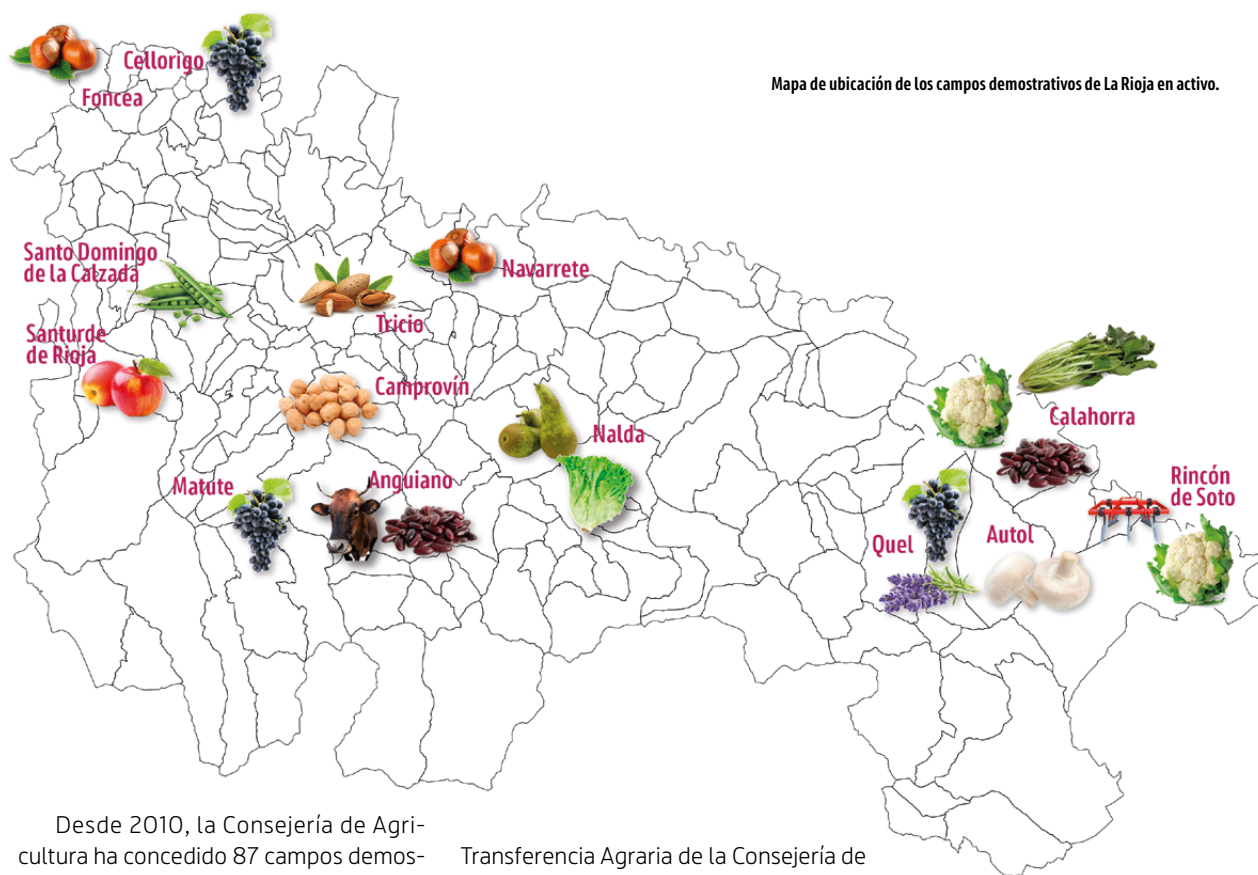 Mapa de ubicación de los campos demostrativos de La Rioja en activo.
Cellorigo
Foncea
Santo Domingo
de la Calzada
Navarrete
Tricio
Santurde
de Rioja
Camprovín
Nalda
Calahorra
Matute
Anguiano
Rincón
de Soto
Quel
Autol
Desde 2010, la Consejería de Agri-
cultura ha concedido 87 campos demos-
Transferencia Agraria de la Consejería de